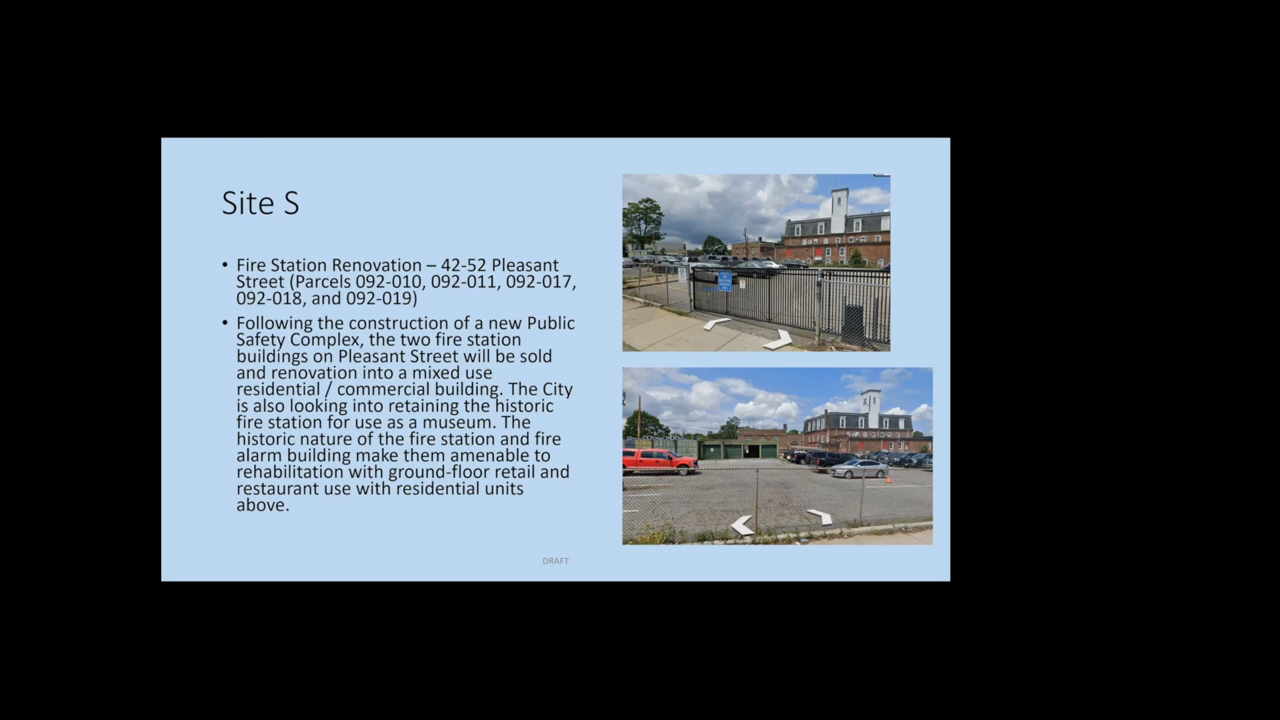 Site S
• Fire Station Renovation – 42-52 Pleasant
Street (Parcels 092-010, 092-011, 092-017,
092-018, and 092-019)
• Following the construction of a new Public
Safety Complex, the two fire station
buildings on Pleasant Street will be sold
and renovation into a mixed use
residential / commercial building. The City
is also looking into retaining the historic
fire station for use as a museum. The
historic nature of the fire station and fire
alarm building make them amenable to
rehabilitation with ground-floor retail and
restaurant use with residential units
above.
DRAFT